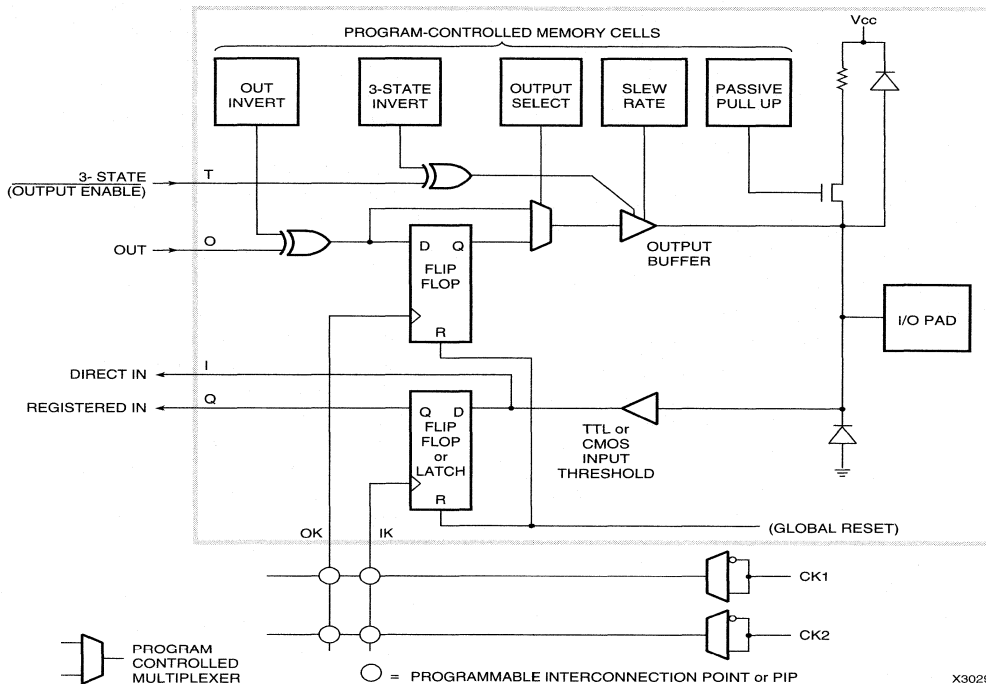 PROGRAM-CONTROLLED MEMORY CELLS
Vcc
OUT
INVERT
3-STATE
INVERT
OUTPUT
SELECT
SLEW
RATE
PASSIVE
PULL UP
3- STATE
(OUTPUT ENABLE)
T
OUT
O
D Q
FLIP
FLOP
R
OUTPUT
BUFFER
I/O PAD
DIRECT IN
I
REGISTERED IN
Q
Q D
FLIP
FLOP
or
LATCH
R
TTL or
CMOS
INPUT
THRESHOLD
(GLOBAL RESET)
OK
IK
CK1
CK2
PROGRAM
CONTROLLED
MULTIPLEXER
= PROGRAMMABLE INTERCONNECTION POINT or PIP
X3029